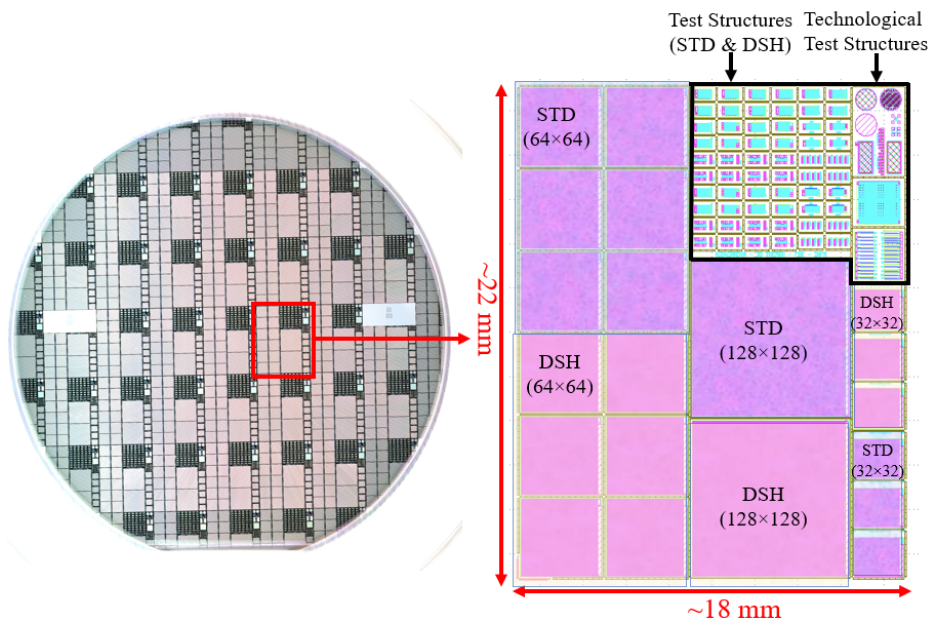 Test Structures
(STD & DSH)
Technological
Test Structures
STD
(64×64)
~22 mm
DSH
(64×64)
STD
(128×128)
DSH
(32×32)
STD
(32×32)
DSH
(128×128)
~18 mm